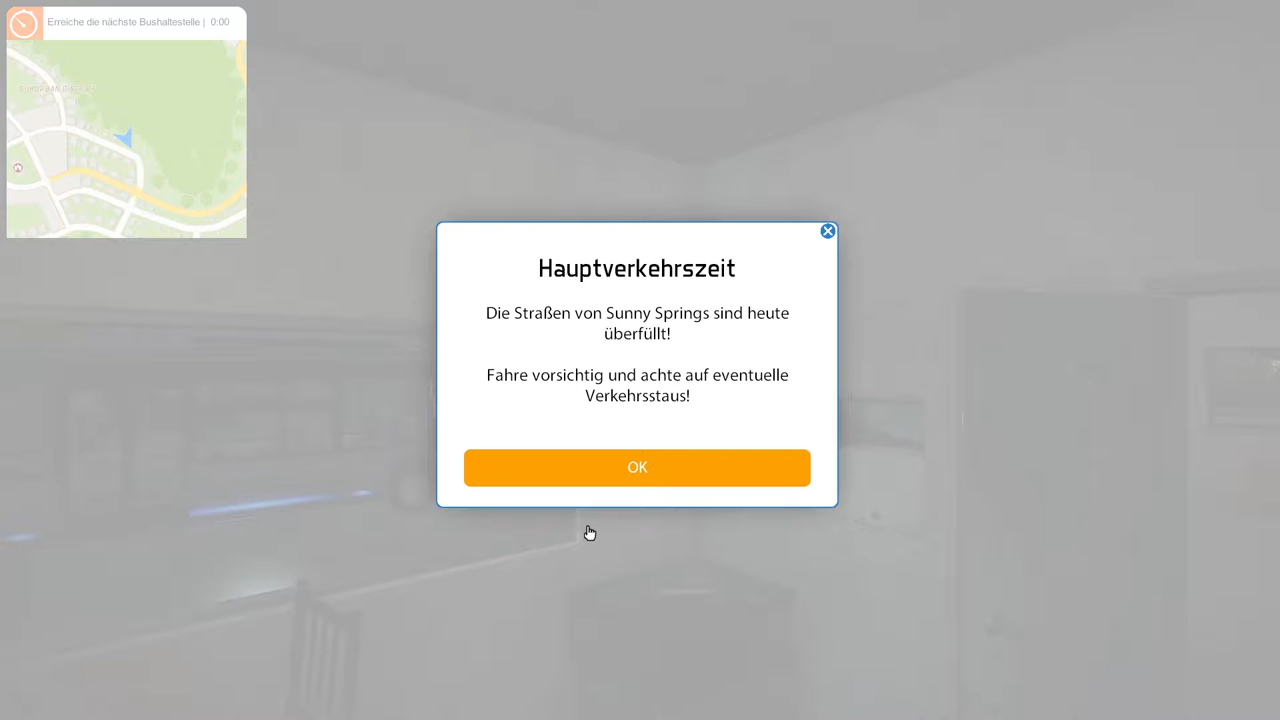 Erreiche die nächste Bushaltestelle | 0:00
Hauptverkehrszeit
Die Straßen von Sunny Springs sind heute
überfüllt!
Fahre vorsichtig und achte auf eventuelle
Verkehrsstaus!
OK